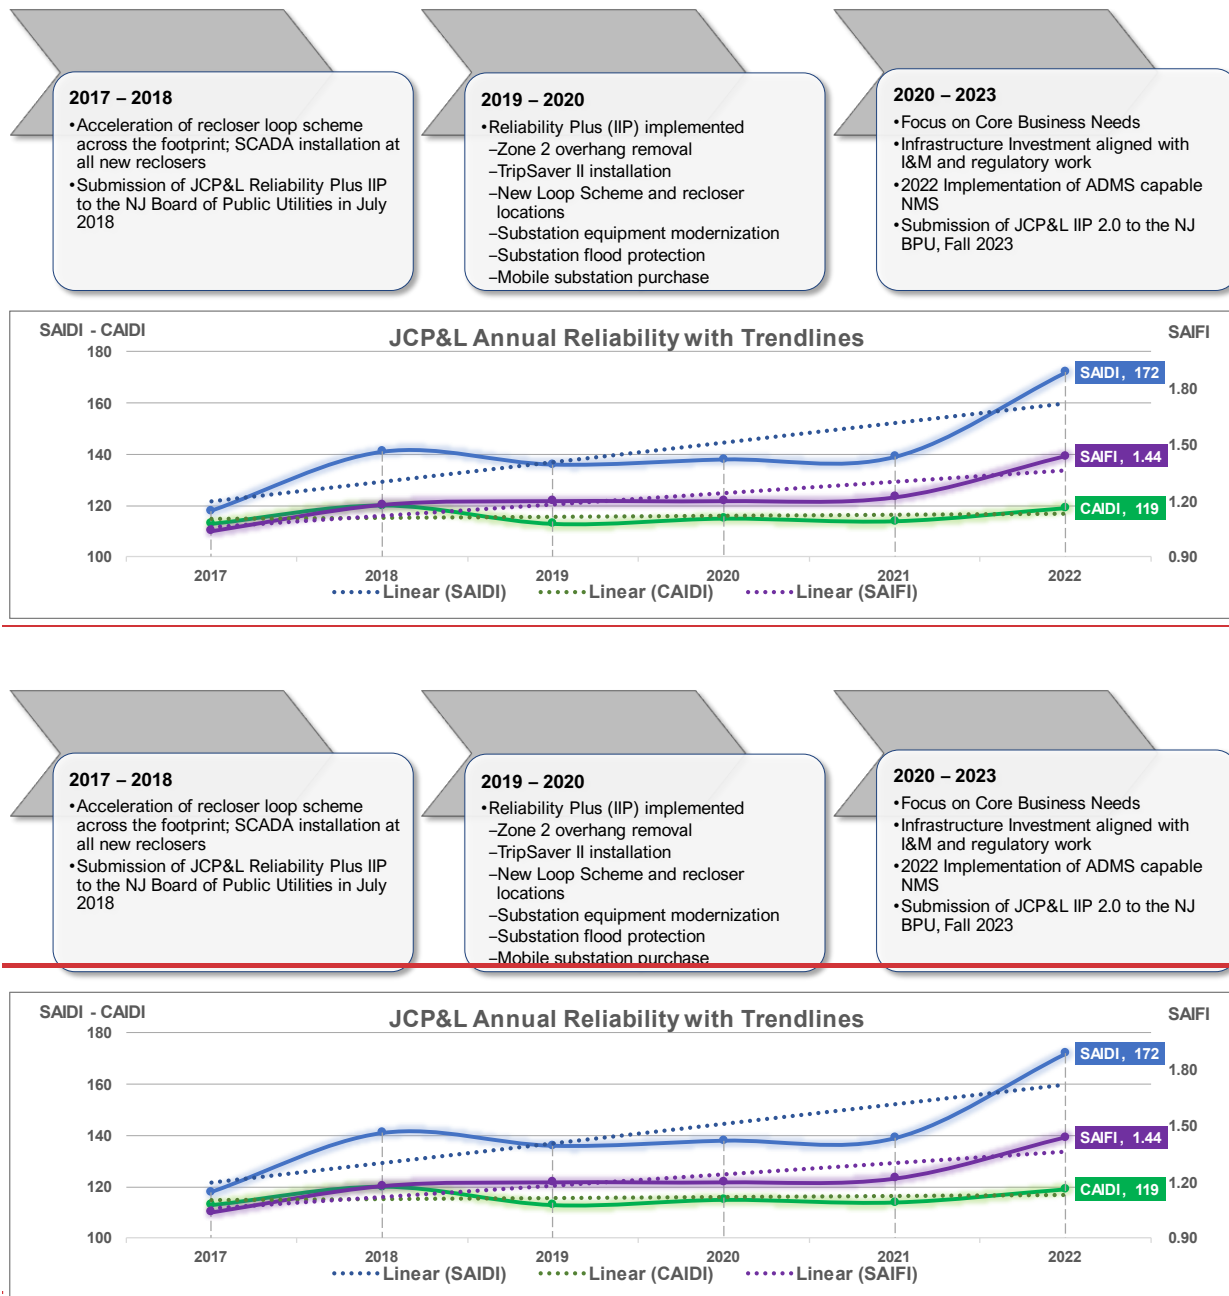 2017 – 2018
•Acceleration of recloser loop scheme
across the footprint; SCADA installation at
all new reclosers
•Submission of JCP&L Reliability Plus IIP
to the NJ Board of Public Utilities in July
2018
2019 – 2020
•Reliability Plus (IIP) implemented
–Zone 2 overhang removal
–TripSaver II installation
–New Loop Scheme and recloser
locations
–Substation equipment modernization
–Substation flood protection
–Mobile substation purchase
2020 – 2023
•Focus on Core Business Needs
•Infrastructure Investment aligned with
I&M and regulatory work
•2022 Implementation of ADMS capable
NMS
•Submission of JCP&L IIP 2.0 to the NJ
BPU, Fall 2023
SAIDI - CAIDI
JCP&L Annual Reliability with Trendlines
SAIFI
180
160
140
120
100
SAIDI, 172
SAIFI, 1.44
CAIDI, 119
1.80
1.50
1.20
0.90
2017 2018 2019 2020 2021 2022
Linear (SAIDI) Linear (CAIDI) Linear (SAIFI)
2017 – 2018
•Acceleration of recloser loop scheme
across the footprint; SCADA installation at
all new reclosers
•Submission of JCP&L Reliability Plus IIP
to the NJ Board of Public Utilities in July
2018
2019 – 2020
•Reliability Plus (IIP) implemented
–Zone 2 overhang removal
–TripSaver II installation
–New Loop Scheme and recloser
locations
–Substation equipment modernization
–Substation flood protection
–Mobile substation purchase
2020 – 2023
•Focus on Core Business Needs
•Infrastructure Investment aligned with
I&M and regulatory work
•2022 Implementation of ADMS capable
NMS
•Submission of JCP&L IIP 2.0 to the NJ
BPU, Fall 2023
SAIDI - CAIDI
JCP&L Annual Reliability with Trendlines
SAIFI
180
160
140
120
100
SAIDI, 172
SAIFI, 1.44
CAIDI, 119
1.80
1.50
1.20
0.90
2017 2018 2019 2020 2021 2022
Linear (SAIDI) Linear (CAIDI) Linear (SAIFI)